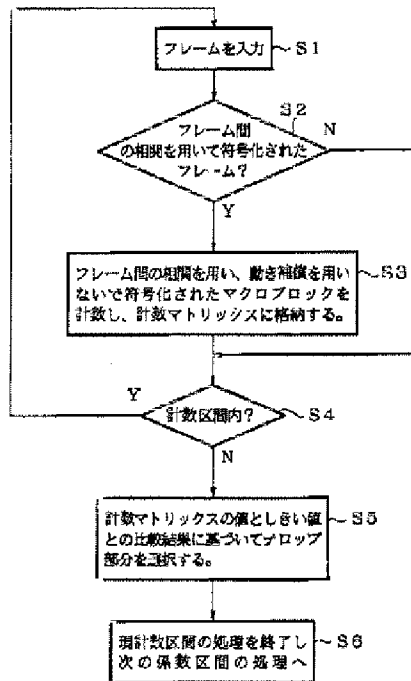 フレームを入力 S1
フレーム間
の相関を用いて符号化された
フレーム?
S2
N
Y
フレーム間の相関を用い、動き補償を用い
ないで符号化されたマクロブロックを
計数し、計数マトリックスに格納する。
S3
Y
計数区間内?
S4
N
計数マトリックスの値としきい値
との比較結果に基づいてテロップ
部分を選択する。
S5
現計数区間の処理を終了し
次の係数区間の処理へ
S6